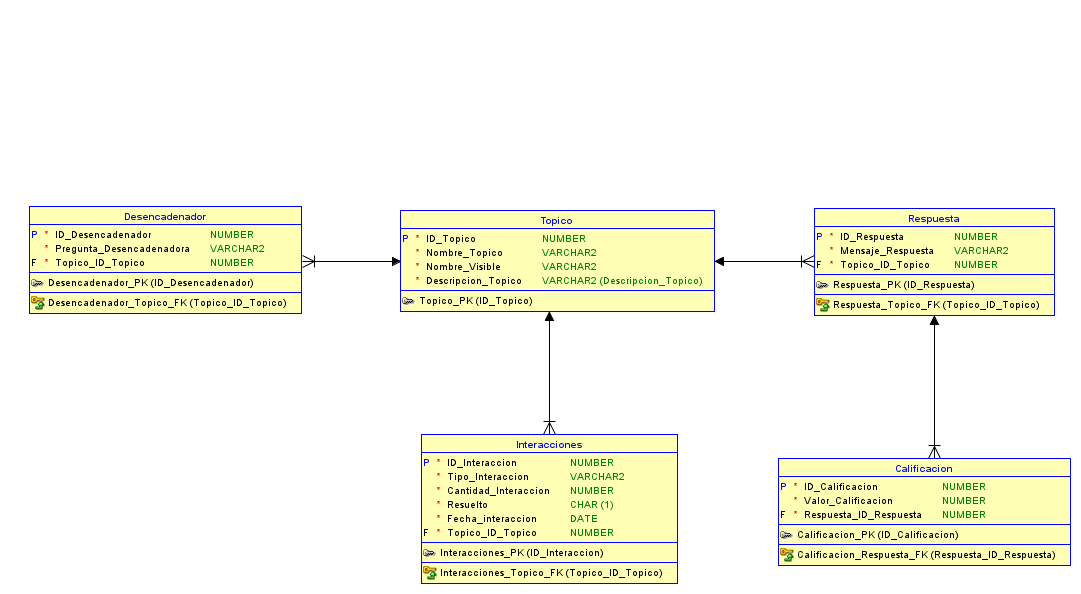 Desencadenador
P * ID_Desencadenador NUMBER
* Pregunta_Desencadenadora VARCHAR2
F * Topico_ID_Topico NUMBER
Desencadenador_PK (ID_Desencadenador)
Desencadenador_Topico_FK (Topico_ID_Topico)
Topico
P * ID_Topico NUMBER
* Nombre_Topico VARCHAR2
* Nombre_Visible VARCHAR2
* Descripcion_Topico VARCHAR2 (Descripcion_Topico)
Topico_PK (ID_Topico)
Respuesta
P * ID_Respuesta NUMBER
* Mensaje_Respuesta VARCHAR2
F * Topico_ID_Topico NUMBER
Respuesta_PK (ID_Respuesta)
Respuesta_Topico_FK (Topico_ID_Topico)
Interacciones
P * ID_Interaccion NUMBER
* Tipo_Interaccion VARCHAR2
* Cantidad_Interaccion NUMBER
* Resuelto CHAR (1)
* Fecha_interaccion DATE
F * Topico_ID_Topico NUMBER
Interacciones_PK (ID_Interaccion)
Interacciones_Topico_FK (Topico_ID_Topico)
Calificacion
P * ID_Calificacion NUMBER
* Valor_Calificacion NUMBER
F * Respuesta_ID_Respuesta NUMBER
Calificacion_PK (ID_Calificacion)
Calificacion_Respuesta_FK (Respuesta_ID_Respuesta)